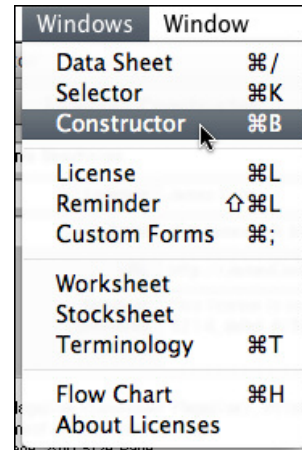 Windows Window
Data Sheet ⌘/
Selector ⌘K
Constructor ⌘B
License ⌘L
Reminder ⇧⌘L
Custom Forms ⌘;
Worksheet
Stocksheet
Terminology ⌘T
Flow Chart ⌘H
About Licenses